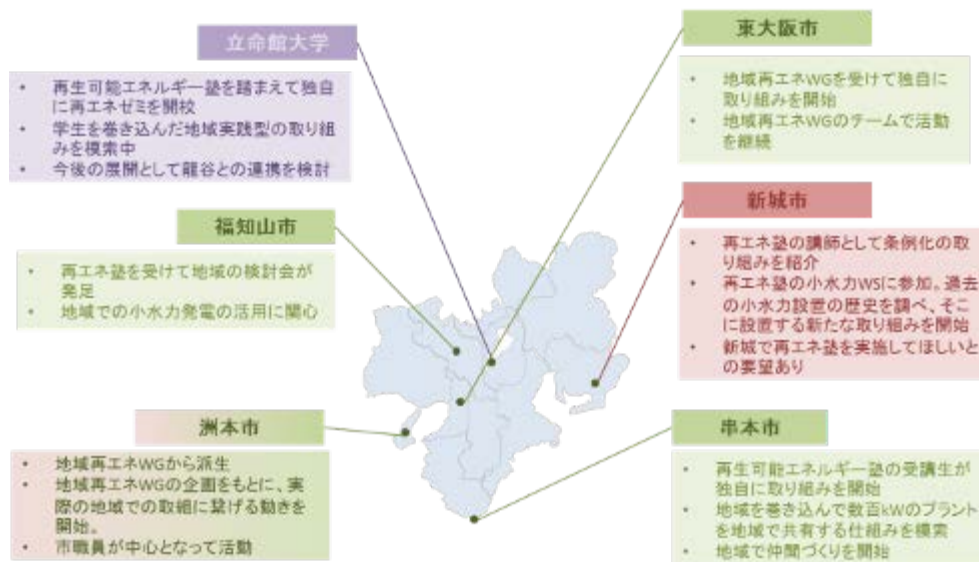 立命館大学
• 再生可能エネルギー塾を踏まえて独自
に再エネゼミを開校
• 学生を巻き込んだ地域実践型の取り組
みを模索中
• 今後の展開として龍谷との連携を検討
東大阪市
• 地域再エネWGを受けて独自に
取り組みを開始
• 地域再エネWGのチームで活動
を継続
福知山市
• 再エネ塾を受けて地域の検討会が
発足
• 地域での小水力発電の活用に関心
新城市
• 再エネ塾の講師として条例化の取
り組みを紹介
• 再エネ塾の小水力WSに参加。過去
の小水力設置の歴史を調べ、そこ
に設置する新たな取り組みを開始
• 新城で再エネ塾を実施してほしいと
の要望あり
洲本市
• 地域再エネWGから派生
• 地域再エネWGの企画をもとに、実
際の地域での取組に繋げる動きを
開始。
• 市職員が中心となって活動
串本市
• 再生可能エネルギー塾の受講生が
独自に取り組みを開始
• 地域を巻き込んで数百kWのプラント
を地域で共有する仕組みを模索
• 地域で仲間づくりを開始